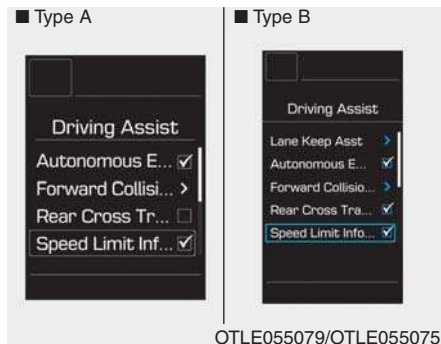 ■ Type A
Driving Assist
Autonomous E...
Forward Collisi... >
Rear Cross Tr...
Speed Limit Inf...
■ Type B
Driving Assist
Lane Keep Asst >
Autonomous E...
Forward Collisio... >
Rear Cross Tra...
Speed Limit Info...
OTLE055079/OTLE055075